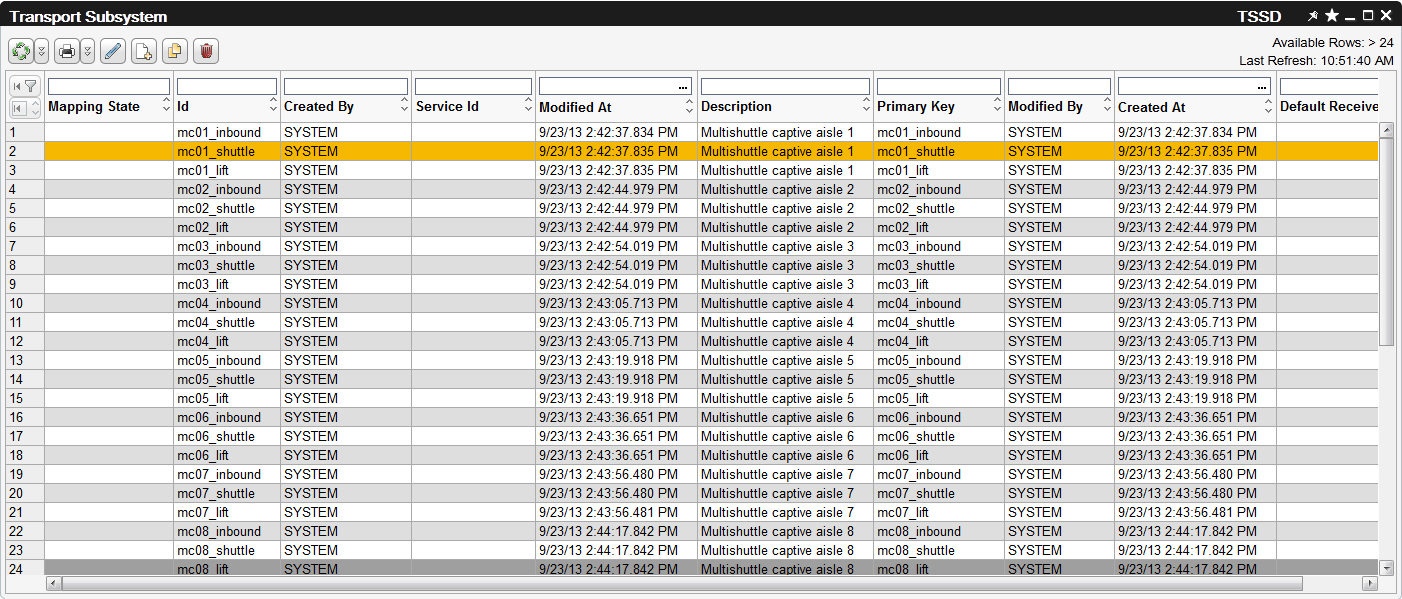 Transport Subsystem TSSD
Available Rows: > 24
Last Refresh: 10:51:40 AM
... ...
Mapping State Id Created By Service Id Modified At Description Primary Key Modified By Created At Default Receive
1 mc01_inbound SYSTEM 9/23/13 2:42:37.834 PM Multishuttle captive aisle 1 mc01_inbound SYSTEM 9/23/13 2:42:37.834 PM
2 mc01_shuttle SYSTEM 9/23/13 2:42:37.835 PM Multishuttle captive aisle 1 mc01_shuttle SYSTEM 9/23/13 2:42:37.835 PM
3 mc01_lift SYSTEM 9/23/13 2:42:37.835 PM Multishuttle captive aisle 1 mc01_lift SYSTEM 9/23/13 2:42:37.835 PM
4 mc02_inbound SYSTEM 9/23/13 2:42:44.979 PM Multishuttle captive aisle 2 mc02_inbound SYSTEM 9/23/13 2:42:44.979 PM
5 mc02_shuttle SYSTEM 9/23/13 2:42:44.979 PM Multishuttle captive aisle 2 mc02_shuttle SYSTEM 9/23/13 2:42:44.979 PM
6 mc02_lift SYSTEM 9/23/13 2:42:44.979 PM Multishuttle captive aisle 2 mc02_lift SYSTEM 9/23/13 2:42:44.979 PM
7 mc03_inbound SYSTEM 9/23/13 2:42:54.019 PM Multishuttle captive aisle 3 mc03_inbound SYSTEM 9/23/13 2:42:54.019 PM
8 mc03_shuttle SYSTEM 9/23/13 2:42:54.019 PM Multishuttle captive aisle 3 mc03_shuttle SYSTEM 9/23/13 2:42:54.019 PM
9 mc03_lift SYSTEM 9/23/13 2:42:54.019 PM Multishuttle captive aisle 3 mc03_lift SYSTEM 9/23/13 2:42:54.019 PM
10 mc04_inbound SYSTEM 9/23/13 2:43:05.713 PM Multishuttle captive aisle 4 mc04_inbound SYSTEM 9/23/13 2:43:05.713 PM
11 mc04_shuttle SYSTEM 9/23/13 2:43:05.713 PM Multishuttle captive aisle 4 mc04_shuttle SYSTEM 9/23/13 2:43:05.713 PM
12 mc04_lift SYSTEM 9/23/13 2:43:05.713 PM Multishuttle captive aisle 4 mc04_lift SYSTEM 9/23/13 2:43:05.713 PM
13 mc05_inbound SYSTEM 9/23/13 2:43:19.918 PM Multishuttle captive aisle 5 mc05_inbound SYSTEM 9/23/13 2:43:19.918 PM
14 mc05_shuttle SYSTEM 9/23/13 2:43:19.918 PM Multishuttle captive aisle 5 mc05_shuttle SYSTEM 9/23/13 2:43:19.918 PM
15 mc05_lift SYSTEM 9/23/13 2:43:19.918 PM Multishuttle captive aisle 5 mc05_lift SYSTEM 9/23/13 2:43:19.918 PM
16 mc06_inbound SYSTEM 9/23/13 2:43:36.651 PM Multishuttle captive aisle 6 mc06_inbound SYSTEM 9/23/13 2:43:36.651 PM
17 mc06_shuttle SYSTEM 9/23/13 2:43:36.651 PM Multishuttle captive aisle 6 mc06_shuttle SYSTEM 9/23/13 2:43:36.651 PM
18 mc06_lift SYSTEM 9/23/13 2:43:36.651 PM Multishuttle captive aisle 6 mc06_lift SYSTEM 9/23/13 2:43:36.651 PM
19 mc07_inbound SYSTEM 9/23/13 2:43:56.480 PM Multishuttle captive aisle 7 mc07_inbound SYSTEM 9/23/13 2:43:56.480 PM
20 mc07_shuttle SYSTEM 9/23/13 2:43:56.480 PM Multishuttle captive aisle 7 mc07_shuttle SYSTEM 9/23/13 2:43:56.480 PM
21 mc07_lift SYSTEM 9/23/13 2:43:56.481 PM Multishuttle captive aisle 7 mc07_lift SYSTEM 9/23/13 2:43:56.481 PM
22 mc08_inbound SYSTEM 9/23/13 2:44:17.842 PM Multishuttle captive aisle 8 mc08_inbound SYSTEM 9/23/13 2:44:17.842 PM
23 mc08_shuttle SYSTEM 9/23/13 2:44:17.842 PM Multishuttle captive aisle 8 mc08_shuttle SYSTEM 9/23/13 2:44:17.842 PM
24 mc08_lift SYSTEM 9/23/13 2:44:17.842 PM Multishuttle captive aisle 8 mc08_lift SYSTEM 9/23/13 2:44:17.842 PM